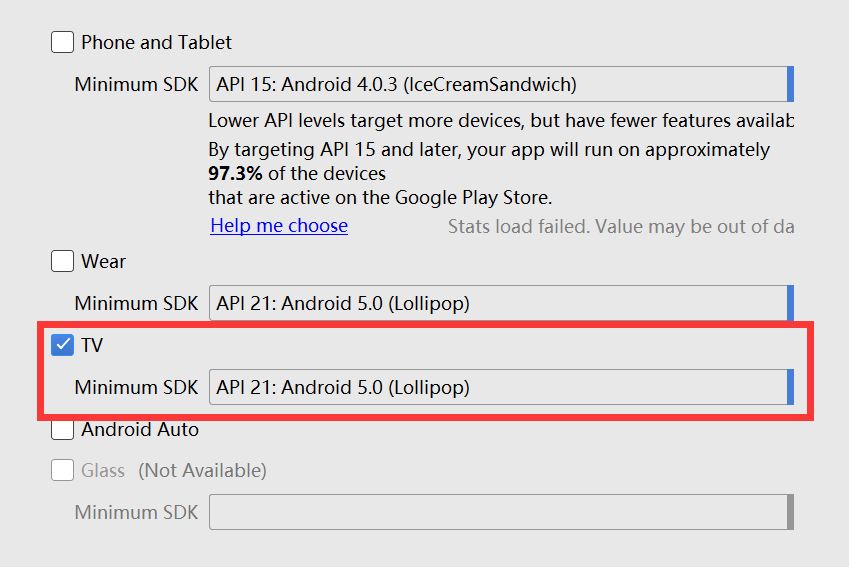 Phone and Tablet
Minimum SDK API 15: Android 4.0.3 (IceCreamSandwich)
Lower API levels target more devices, but have fewer features availab
By targeting API 15 and later, your app will run on approximately
97.3% of the devices
that are active on the Google Play Store.
Help me choose Stats load failed. Value may be out of da
Wear
Minimum SDK API 21: Android 5.0 (Lollipop)
TV
Minimum SDK API 21: Android 5.0 (Lollipop)
Android Auto
Glass (Not Available)
Minimum SDK